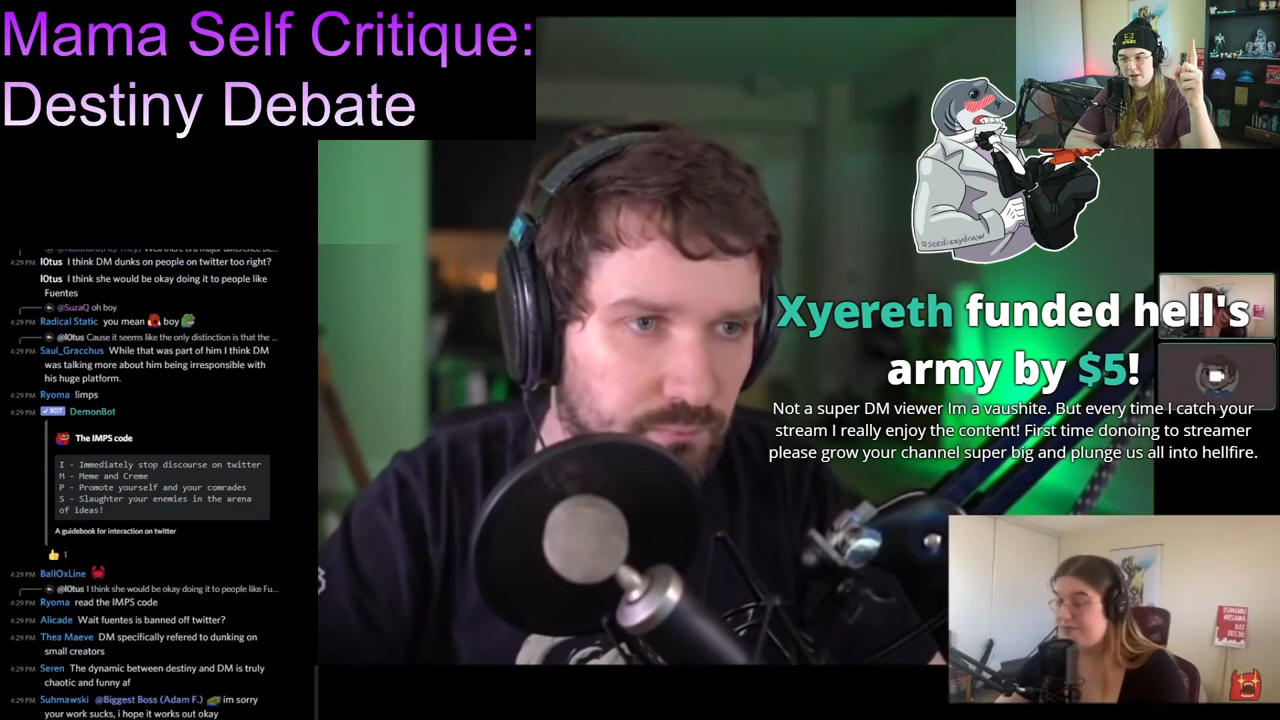 Mama Self Critique:
Destiny Debate
4:29 PM l0tus I think DM dunks on people on twitter too right?
l0tus I think she would be okay doing it to people like
Fuentes
@SuzaQ oh boy
4:29 PM Radical Static you mean boy
@l0tus Cause it seems like the only distinction is that the ...
4:29 PM Saul_Gracchus While that was part of him I think DM
was talking more about him being irresponsible with
his huge platform.
4:29 PM Ryoma !imps
4:29 PM BOT DemonBot
The IMPS code
I - Immediately stop discourse on twitter
M - Meme and Creme
P - Promote yourself and your comrades
S - Slaughter your enemies in the arena
of ideas!
A guidebook for interaction on twitter
1
4:29 PM BallOxLine
@l0tus I think she would be okay doing it to people like Fu...
4:29 PM Ryoma read the IMPS code
4:29 PM Alicade Wait fuentes is banned off twitter?
4:29 PM Thea Maeve DM specifically refered to dunking on
small creators
4:29 PM Seren The dynamic between destiny and DM is truly
chaotic and funny af
4:29 PM Suhmawski @Biggest Boss (Adam F.) im sorry
your work sucks, i hope it works out okay
@seedizzydraw
Xyereth funded hell's
army by $5!
Not a super DM viewer Im a vaushite. But every time I catch your
stream I really enjoy the content! First time donoing to streamer
please grow your channel super big and plunge us all into hellfire.